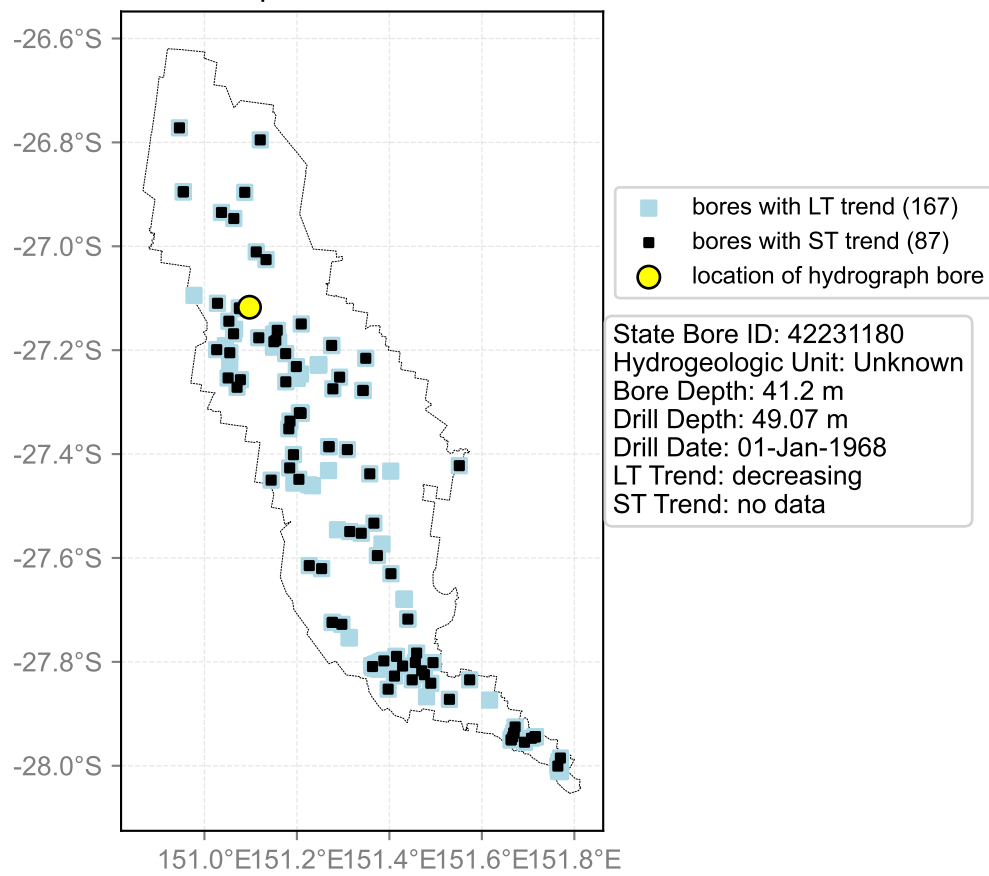 -26.6°S
-26.8°S
-27.0°S
-27.2°S
-27.4°S
-27.6°S
-27.8°S
-28.0°S
151.0°E151.2°E151.4°E151.6°E151.8°E
bores with LT trend (167)
bores with ST trend (87)
location of hydrograph bore
State Bore ID: 42231180
Hydrogeologic Unit: Unknown
Bore Depth: 41.2 m
Drill Depth: 49.07 m
Drill Date: 01-Jan-1968
LT Trend: decreasing
ST Trend: no data